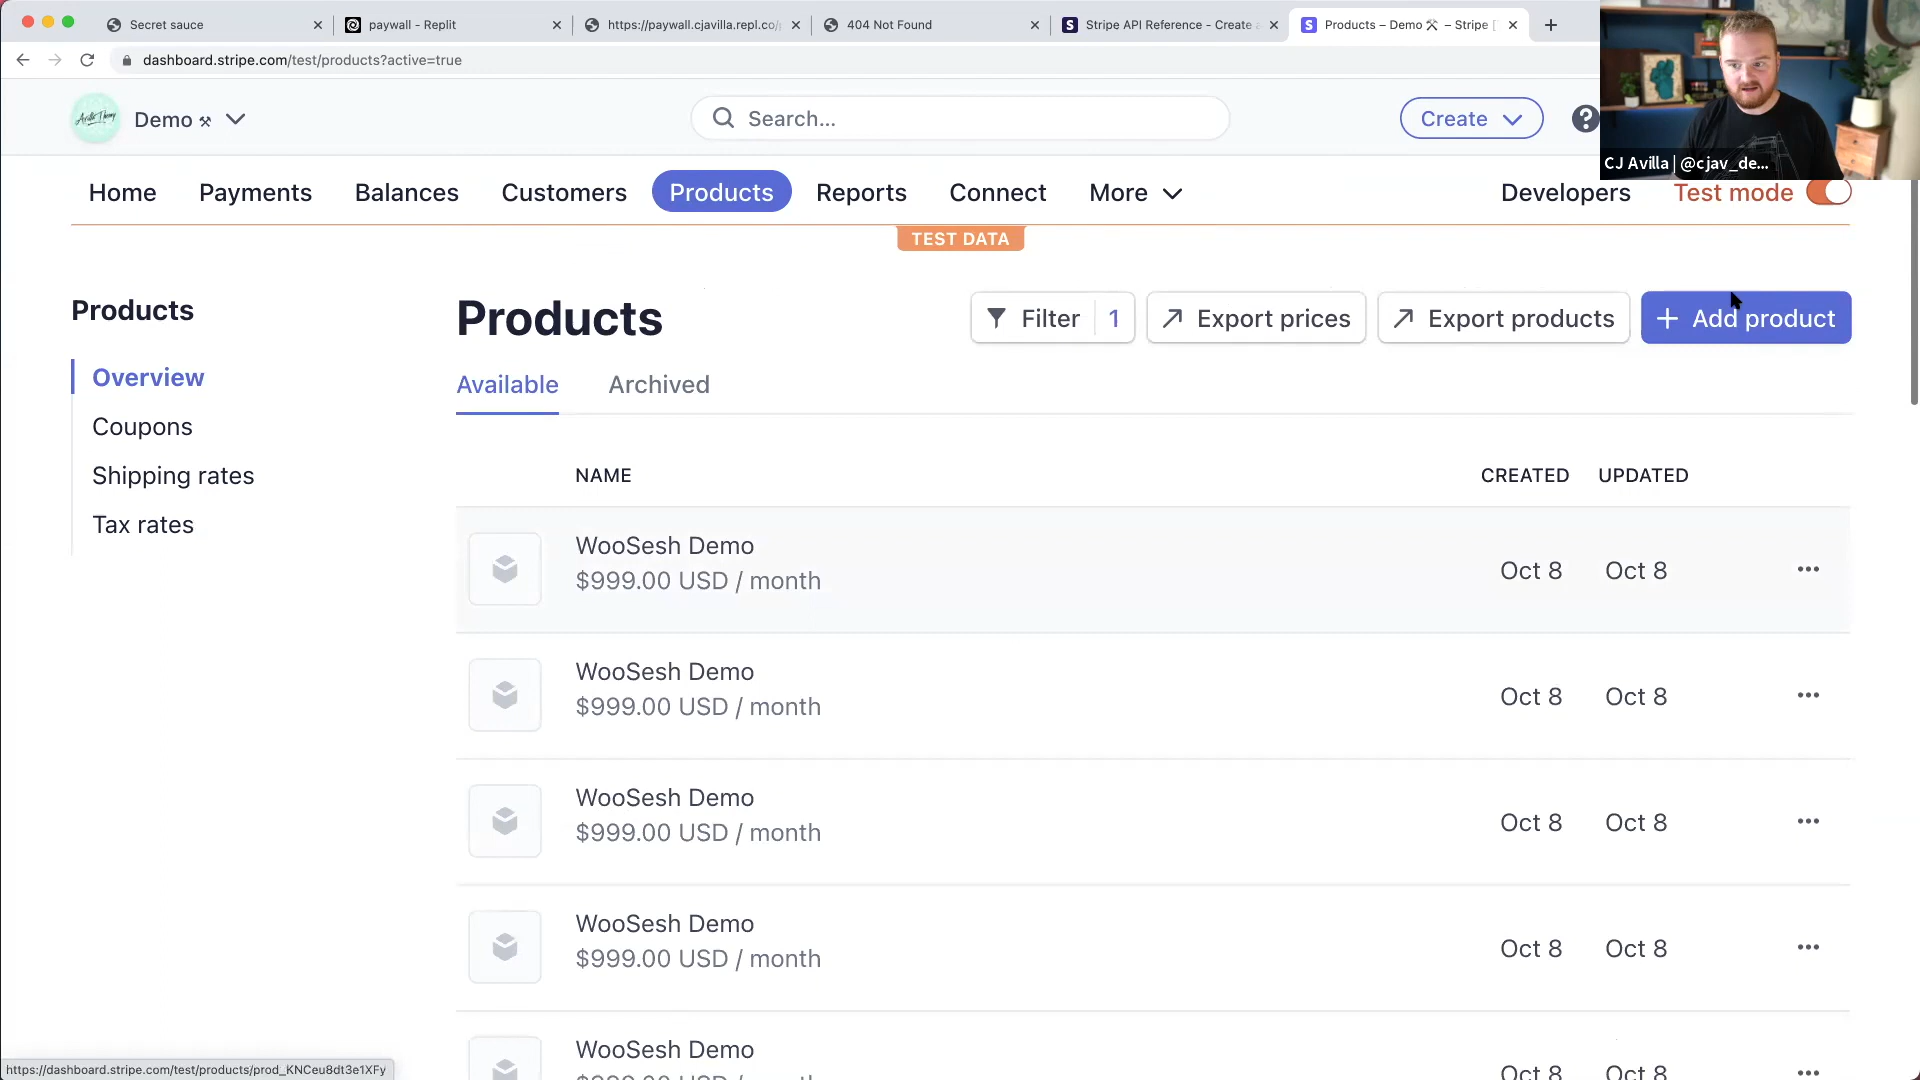 Secret sauce
paywall - Replit
https://paywall.cjavilla.repl.co/
404 Not Found
Stripe API Reference - Create a
Products – Demo ⚒ – Stripe [
dashboard.stripe.com/test/products?active=true
Demo ⚒
Search...
Create
CJ Avilla | @cjav_de...
Home
Payments
Balances
Customers
Products
Reports
Connect
More
Developers
Test mode
TEST DATA
Products
Overview
Coupons
Shipping rates
Tax rates
Products
Filter 1
Export prices
Export products
+ Add product
Available
Archived
NAME
CREATED
UPDATED
WooSesh Demo
$999.00 USD / month
Oct 8
Oct 8
WooSesh Demo
$999.00 USD / month
Oct 8
Oct 8
WooSesh Demo
$999.00 USD / month
Oct 8
Oct 8
WooSesh Demo
$999.00 USD / month
Oct 8
Oct 8
WooSesh Demo
$999.00 USD / month
Oct 8
Oct 8
https://dashboard.stripe.com/test/products/prod_KNCeu8dt3e1XFy